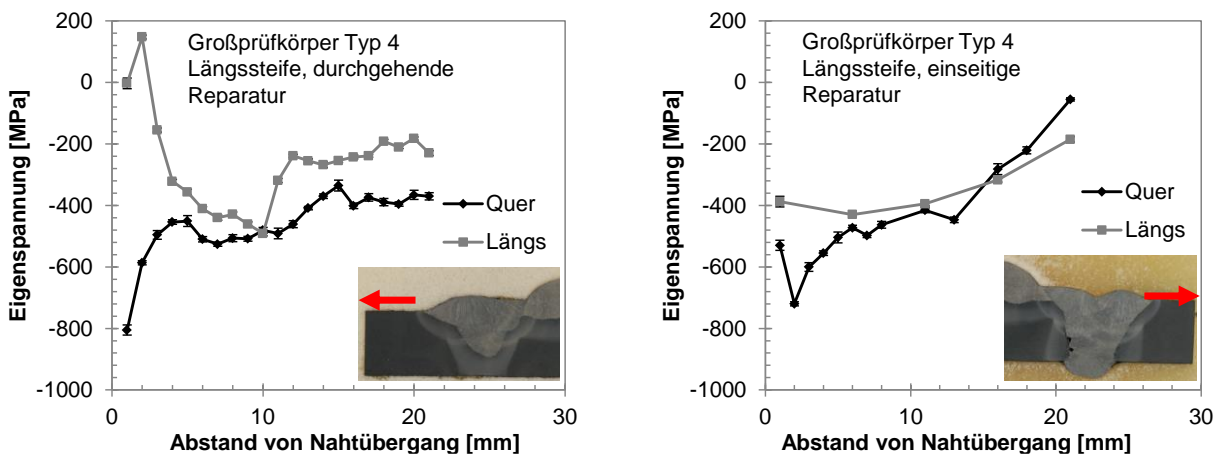 Großprüfkörper Typ 4
Längssteife, durchgehende
Reparatur
Eigenspannung [MPa]
200
0
-200
-400
-600
-800
-1000
Quer
Längs
0
10
20
30
Abstand von Nahtübergang [mm]
Großprüfkörper Typ 4
Längssteife, einseitige
Reparatur
Eigenspannung [MPa]
200
0
-200
-400
-600
-800
-1000
Quer
Längs
0
10
20
30
Abstand von Nahtübergang [mm]